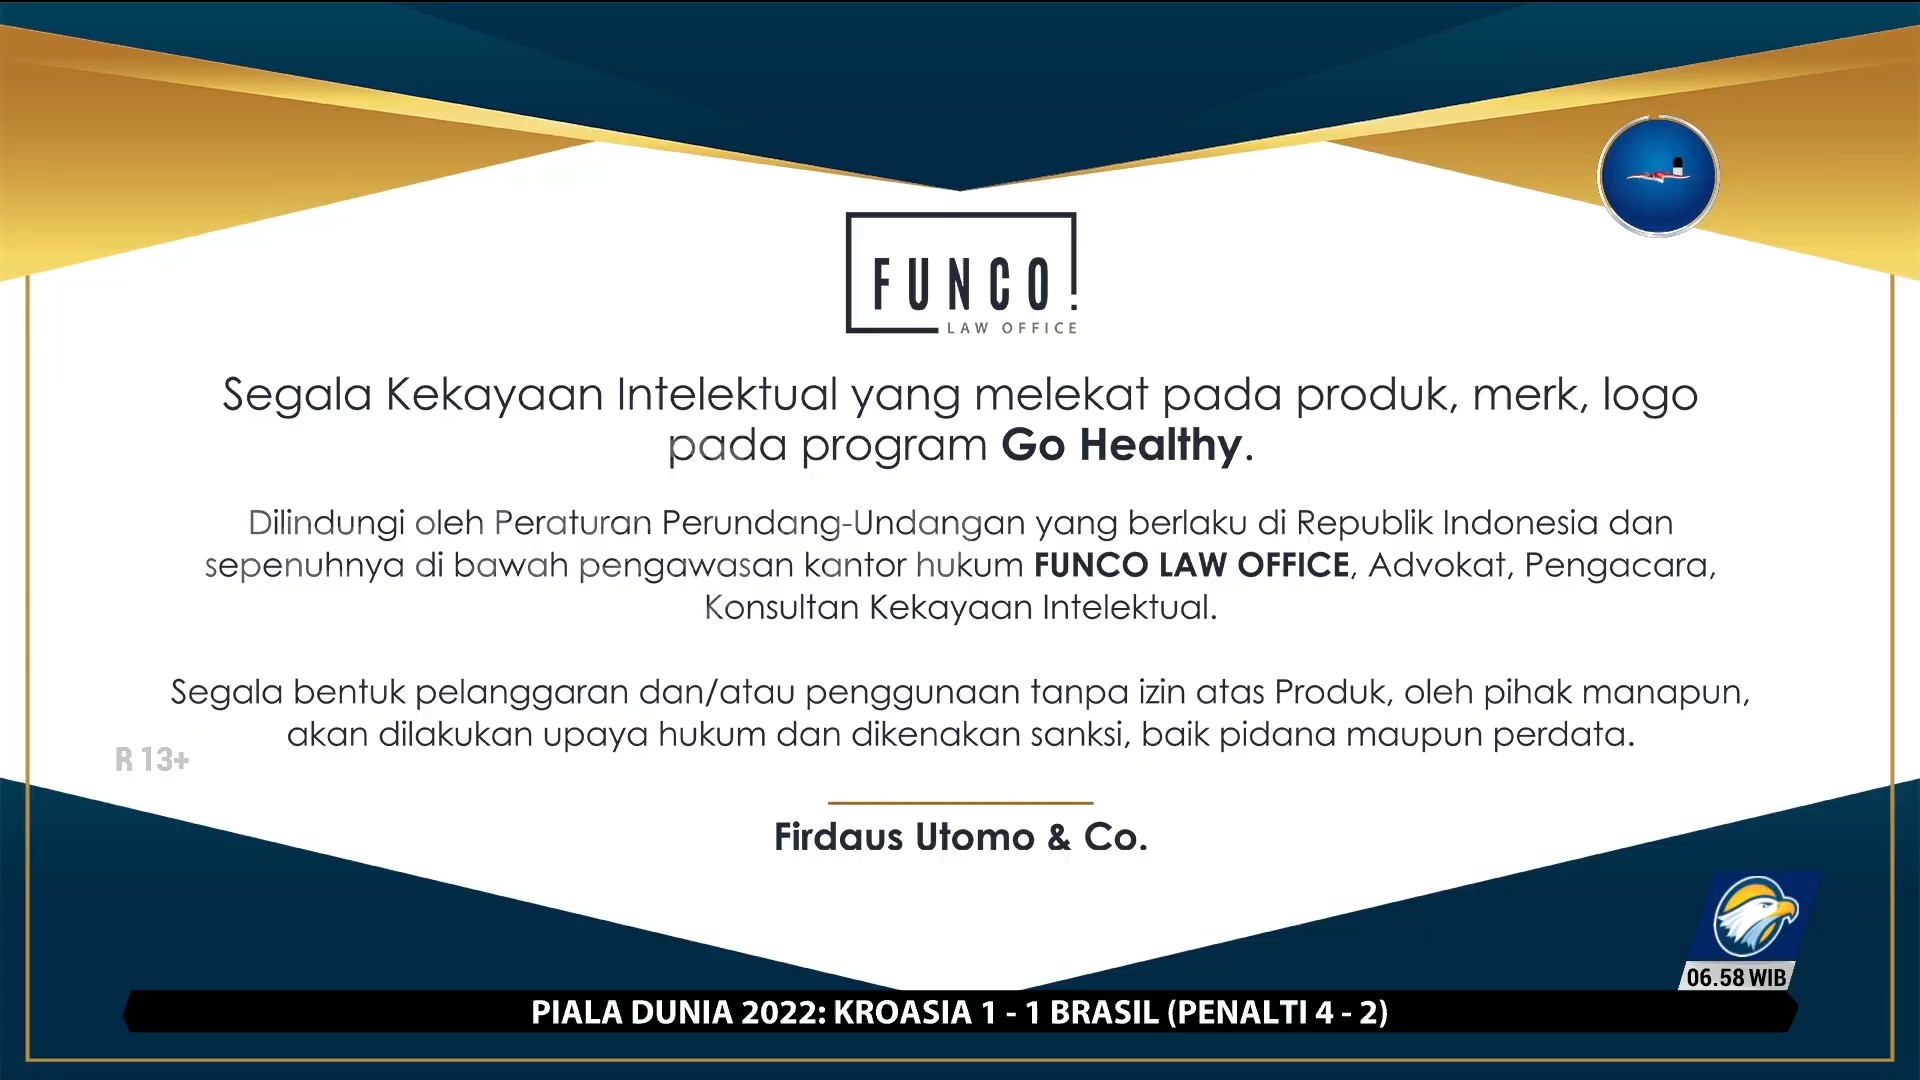 FUNCO
LAW OFFICE
Segala Kekayaan Intelektual yang melekat pada produk, merk, logo
pada program Go Healthy.
Dilindungi oleh Peraturan Perundang-Undangan yang berlaku di Republik Indonesia dan
sepenuhnya di bawah pengawasan kantor hukum FUNCO LAW OFFICE, Advokat, Pengacara,
Konsultan Kekayaan Intelektual.
Segala bentuk pelanggaran dan/atau penggunaan tanpa izin atas Produk, oleh pihak manapun,
akan dilakukan upaya hukum dan dikenakan sanksi, baik pidana maupun perdata.
R 13+
Firdaus Utomo & Co.
06.58 WIB
PIALA DUNIA 2022: KROASIA 1 - 1 BRASIL (PENALTI 4 - 2)